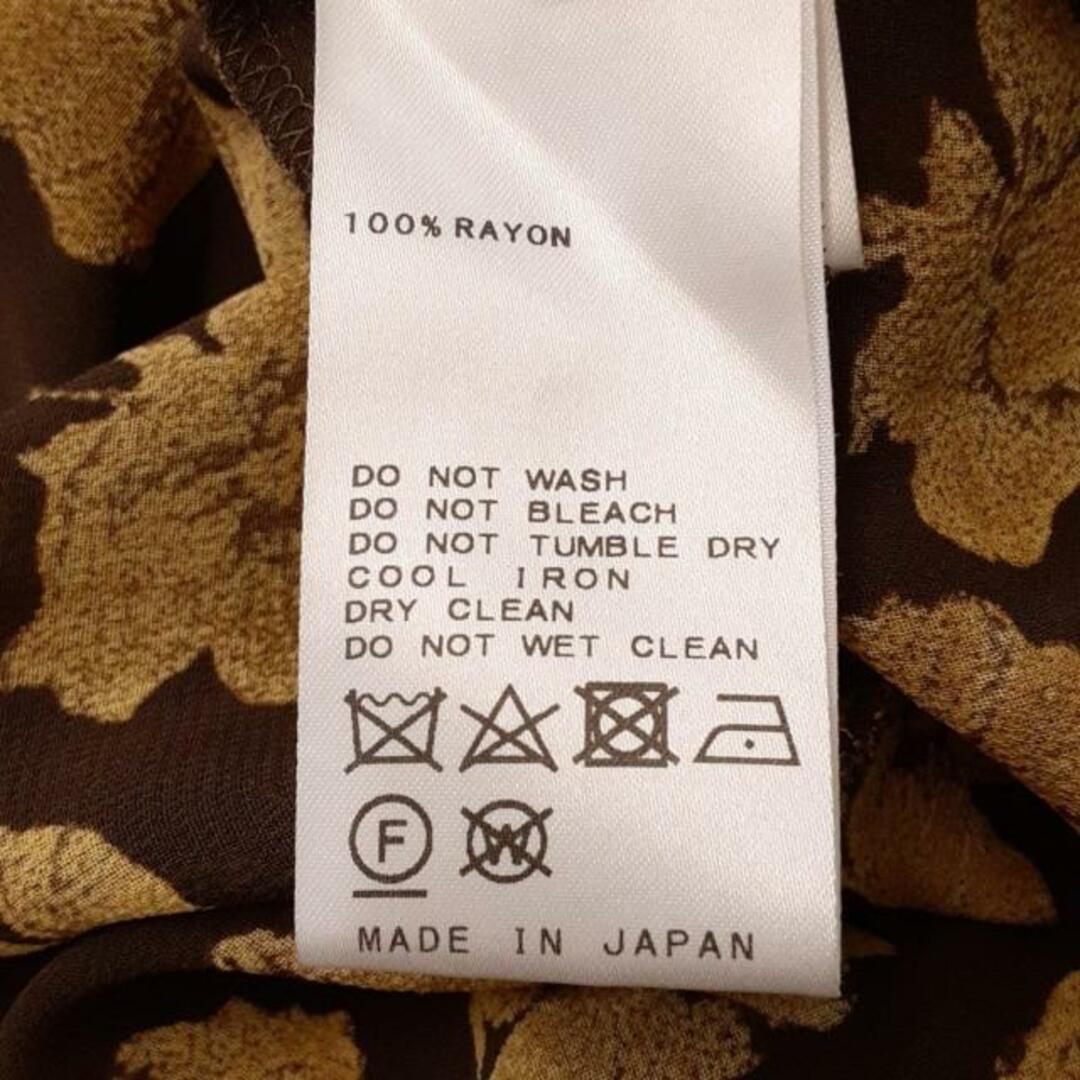 100% RAYON
DO NOT WASH
DO NOT BLEACH
DO NOT TUMBLE DRY
COOL IRON
DRY CLEAN
DO NOT WET CLEAN
F W
MADE IN JAPAN